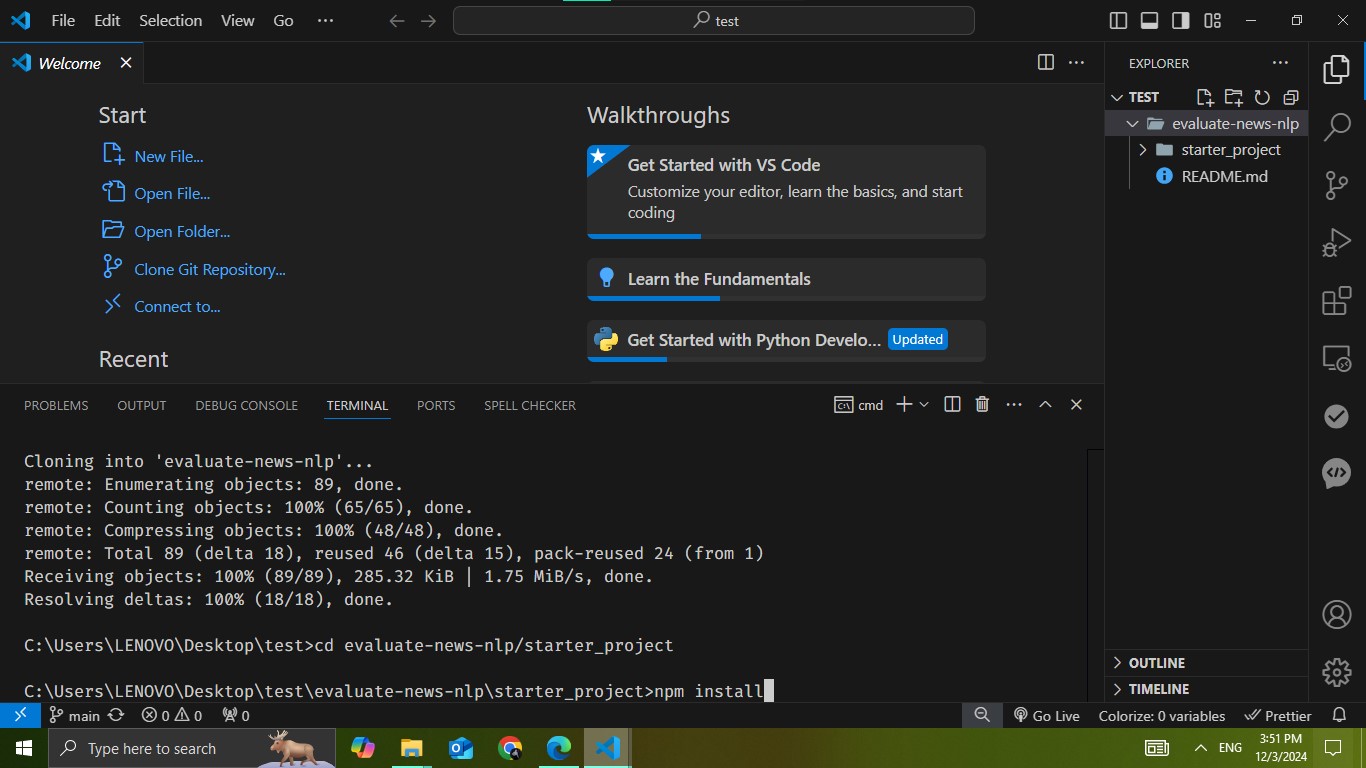 File Edit Selection View Go ···
test
Welcome
Start
New File...
Open File...
Open Folder...
Clone Git Repository...
Connect to...
Recent
Walkthroughs
Get Started with VS Code
Customize your editor, learn the basics, and start
coding
Learn the Fundamentals
Get Started with Python Develo... Updated
EXPLORER
TEST
evaluate-news-nlp
starter_project
README.md
OUTLINE
TIMELINE
PROBLEMS OUTPUT DEBUG CONSOLE TERMINAL PORTS SPELL CHECKER
cmd
Cloning into 'evaluate-news-nlp'...
remote: Enumerating objects: 89, done.
remote: Counting objects: 100% (65/65), done.
remote: Compressing objects: 100% (48/48), done.
remote: Total 89 (delta 18), reused 46 (delta 15), pack-reused 24 (from 1)
Receiving objects: 100% (89/89), 285.32 KiB | 1.75 MiB/s, done.
Resolving deltas: 100% (18/18), done.
C:\Users\LENOVO\Desktop\test>cd evaluate-news-nlp/starter_project
C:\Users\LENOVO\Desktop\test\evaluate-news-nlp\starter_project>npm install
main 0 0 0 Go Live Colorize: 0 variables Prettier
Type here to search
ENG
3:51 PM
12/3/2024